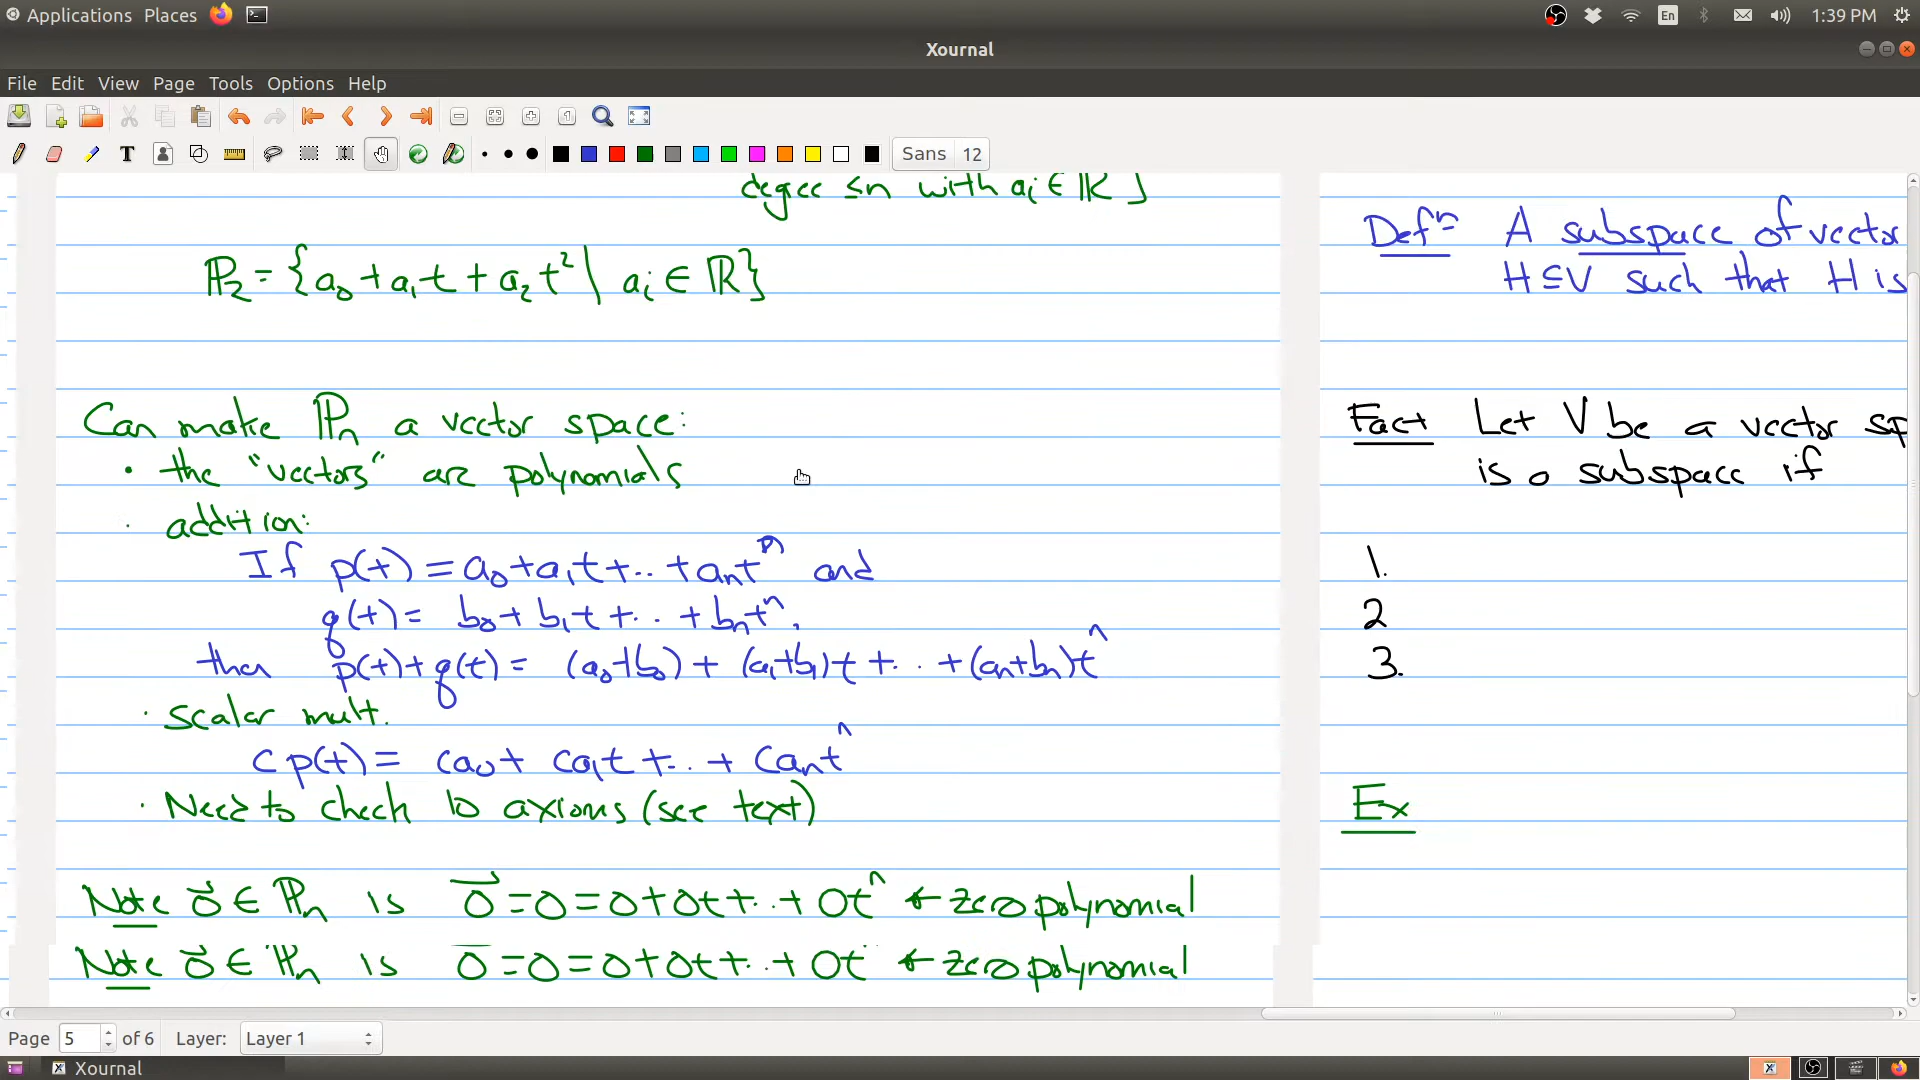 Applications Places En 1:39 PM
Xournal
File Edit View Page Tools Options Help
Sans 12
degree ≤n with aᵢ ∈ ℝ }
ℙ₂ = {a₀ + a₁t + a₂t² | aᵢ ∈ ℝ}
Can make ℙₙ a vector space:
• the "vectors" are polynomials
· addition:
If p(t) = a₀+a₁t+..+aₙtⁿ and
q(t) = b₀+b₁t+..+bₙtⁿ,
then p(t)+q(t) = (a₀+b₀) + (a₁+b₁)t +..+(aₙ+bₙ)tⁿ
· scalar mult.
c p(t) = ca₀+ ca₁t +..+ caₙtⁿ
· Need to check 10 axioms (see text)
Note 0⃗ ∈ ℙₙ is 0⃗ = 0 = 0+0t+..+ 0tⁿ ← zero polynomial
Note 0⃗ ∈ ℙₙ is 0 = 0 = 0+0t+..+ 0t ← zero polynomial
Defⁿ A subspace of vector
H⊆V such that H is
Fact Let V be a vector sp
is a subspace if
1.
2
3.
Ex
Page 5 of 6 Layer: Layer 1
Xournal